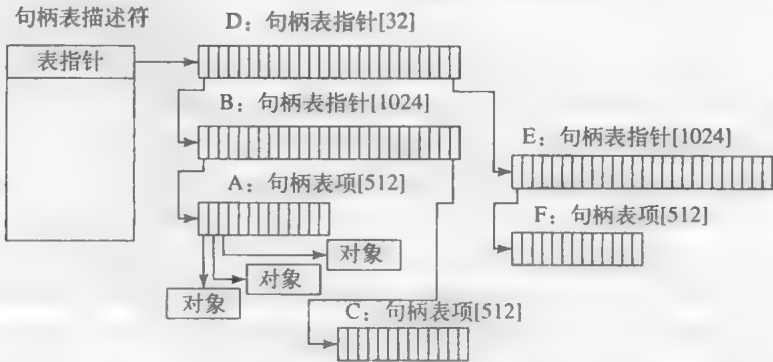 句柄表描述符
D：句柄表指针[32]
表指针
B：句柄表指针[1024]
E：句柄表指针[1024]
A：句柄表项[512]
F：句柄表项[512]
对象
对象
对象
C：句柄表项[512]